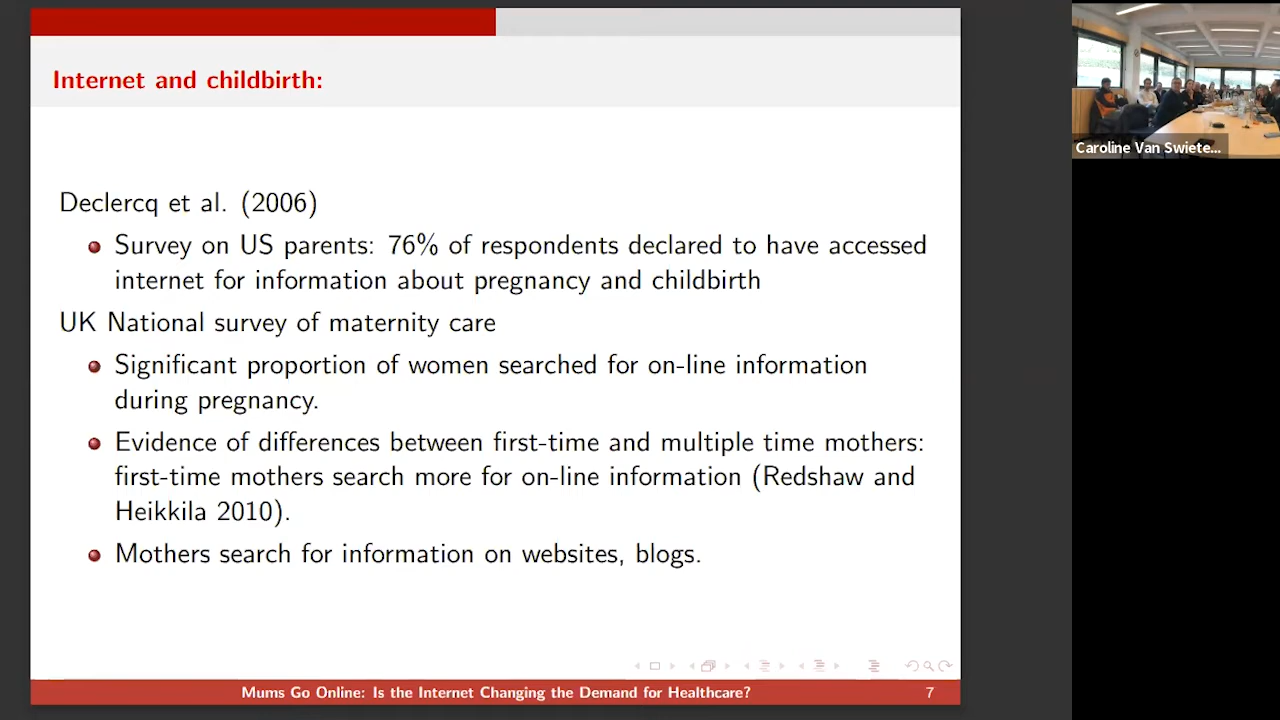 Internet and childbirth:
Declercq et al. (2006)
Survey on US parents: 76% of respondents declared to have accessed
internet for information about pregnancy and childbirth
UK National survey of maternity care
Significant proportion of women searched for on-line information
during pregnancy.
Evidence of differences between first-time and multiple time mothers:
first-time mothers search more for on-line information (Redshaw and
Heikkila 2010).
Mothers search for information on websites, blogs.
Mums Go Online: Is the Internet Changing the Demand for Healthcare?
7
Caroline Van Swiete...